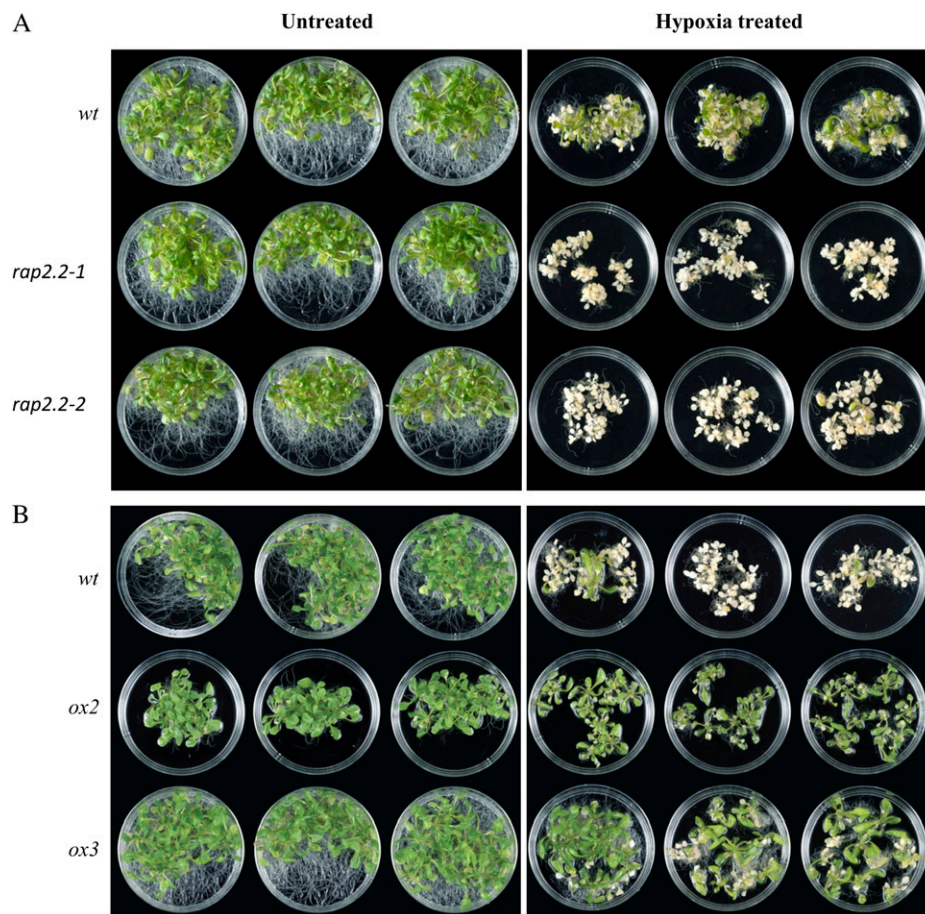 A
Untreated
Hypoxia treated
wt
rap2.2-1
rap2.2-2
B
wt
ox2
ox3